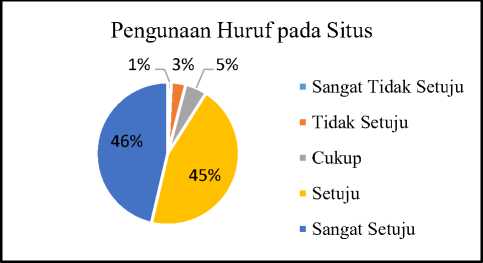 Pengunaan Huruf pada Situs
1% 3% 5%
46%
45%
Sangat Tidak Setuju
Tidak Setuju
Cukup
Setuju
Sangat Setuju